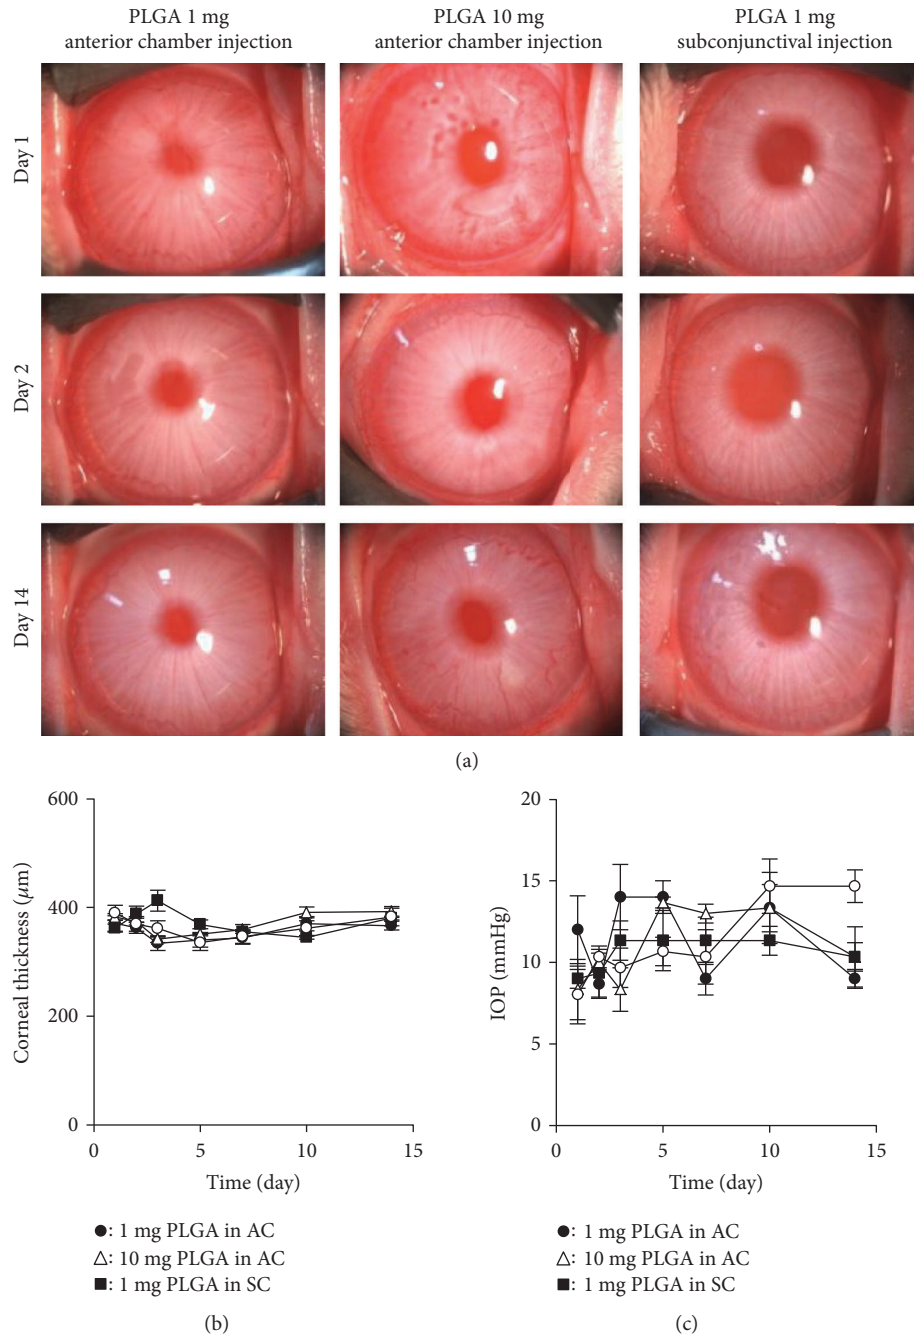 PLGA 1 mg
anterior chamber injection
PLGA 10 mg
anterior chamber injection
PLGA 1 mg
subconjunctival injection
Day 1
Day 2
Day 14
(a)
600
400
200
0
Corneal thickness (μm)
0 5 10 15
Time (day)
●: 1 mg PLGA in AC
△: 10 mg PLGA in AC
■: 1 mg PLGA in SC
(b)
20
15
10
5
0
IOP (mmHg)
0 5 10 15
Time (day)
●: 1 mg PLGA in AC
△: 10 mg PLGA in AC
■: 1 mg PLGA in SC
(c)